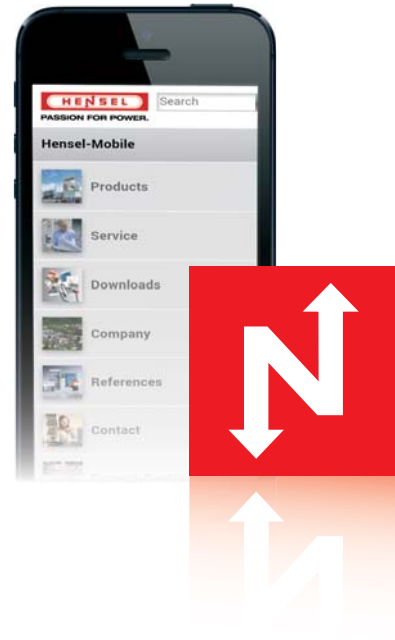 HENSEL
Search
PASSION FOR POWER.
Hensel-Mobile
Products
Service
Downloads
Company
References
Contact
N